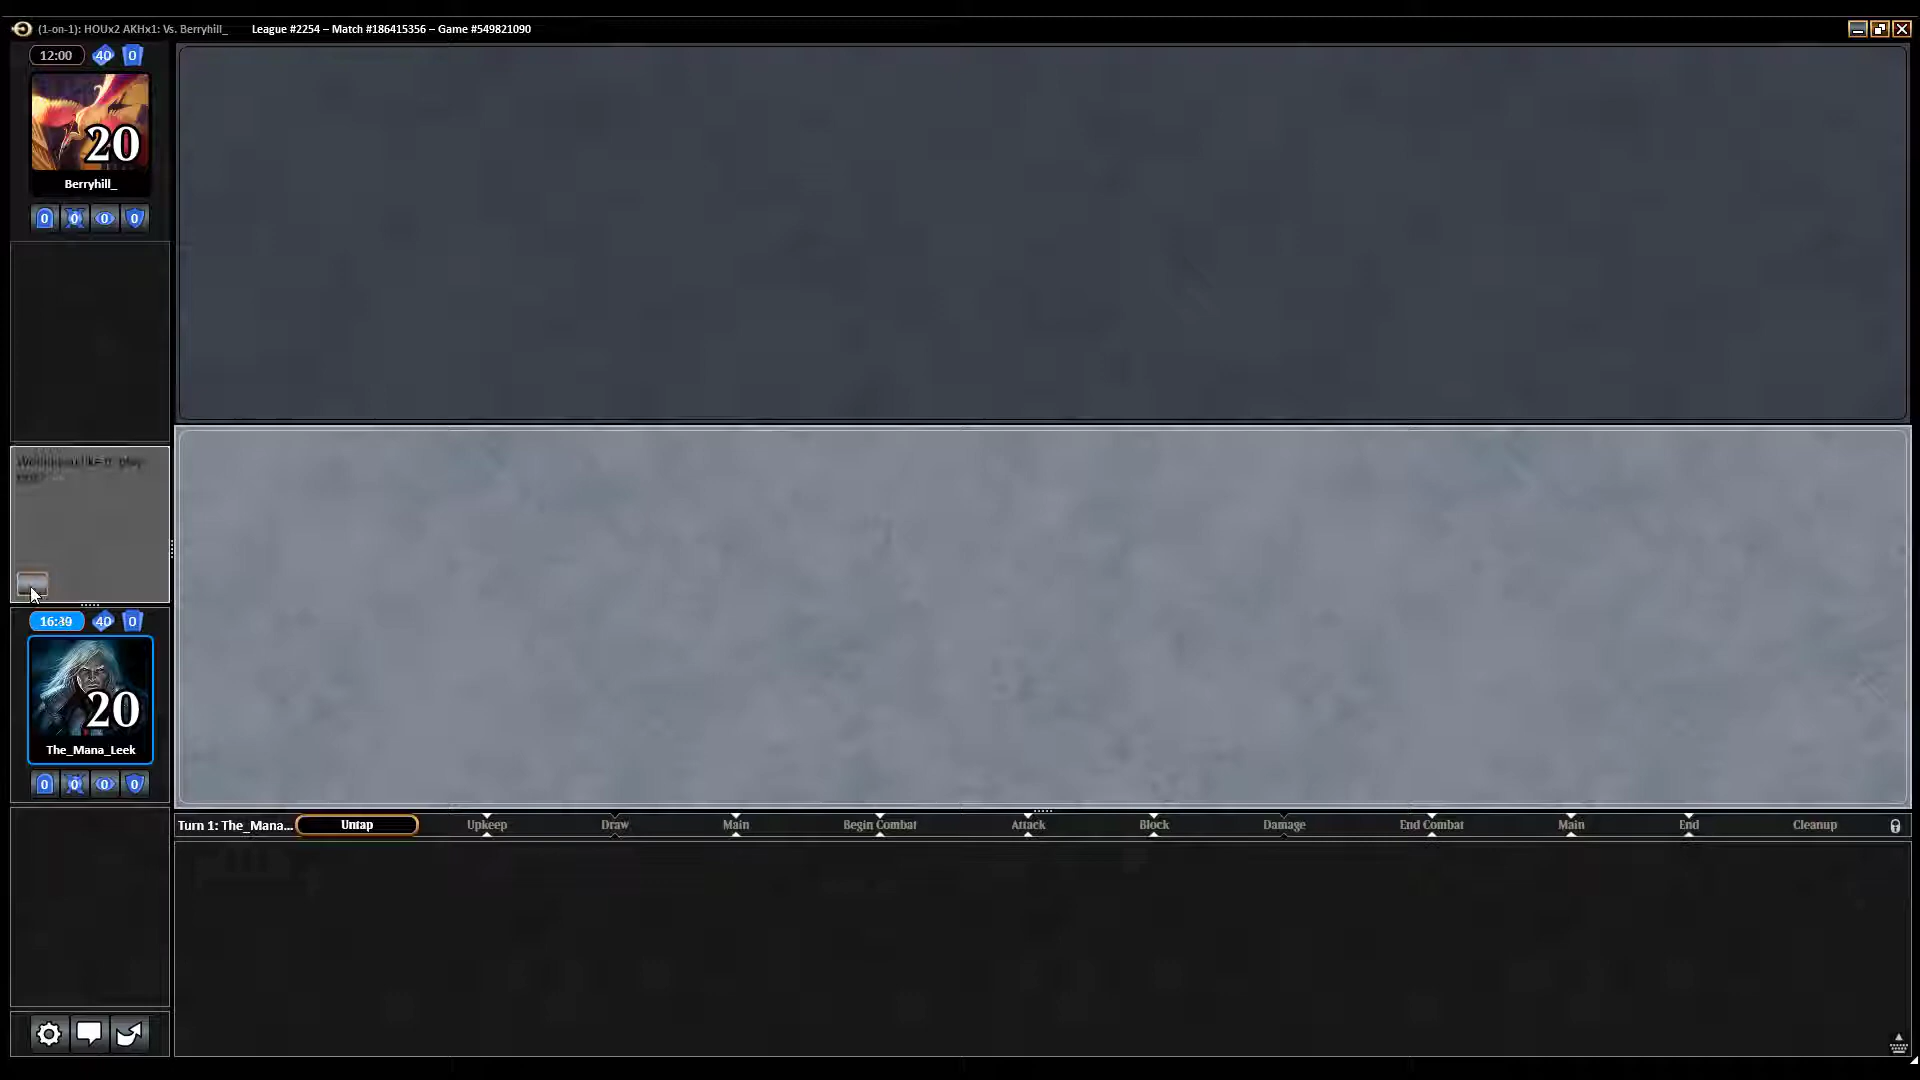 (1-on-1): HOUx2 AKHx1: Vs. Berryhill_ League #2254 – Match #186415356 – Game #549821090
12:00 40 0
20
Berryhill_
0 0 0 0
16:39 40 0
20
The_Mana_Leek
0 0 0 0
Turn 1: The_Mana... Untap Upkeep Draw Main Begin Combat Attack Block Damage End Combat Main End Cleanup